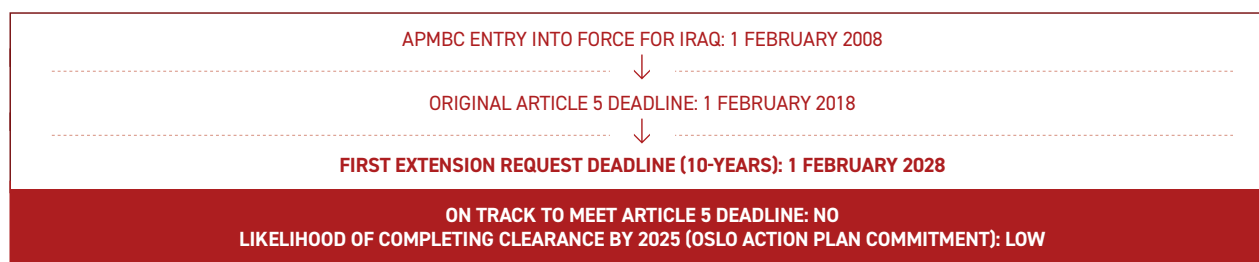 APMBC ENTRY INTO FORCE FOR IRAQ: 1 FEBRUARY 2008
ORIGINAL ARTICLE 5 DEADLINE: 1 FEBRUARY 2018
FIRST EXTENSION REQUEST DEADLINE (10-YEARS): 1 FEBRUARY 2028
ON TRACK TO MEET ARTICLE 5 DEADLINE: NO
LIKELIHOOD OF COMPLETING CLEARANCE BY 2025 (OSLO ACTION PLAN COMMITMENT): LOW